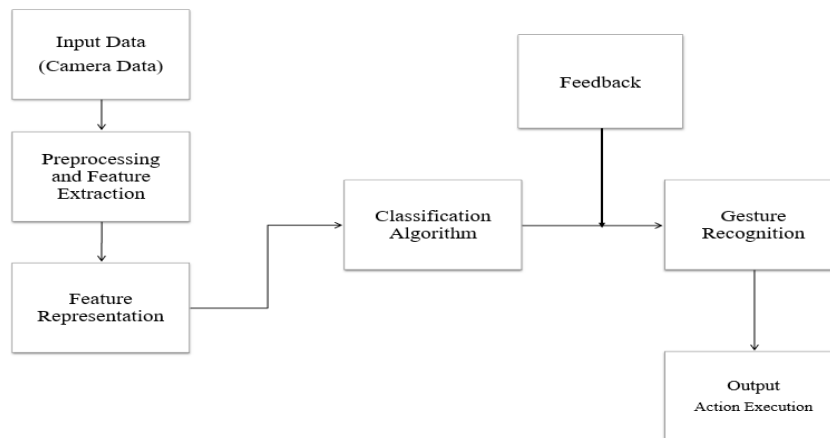 Input Data
(Camera Data)
Preprocessing
and Feature
Extraction
Feature
Representation
Classification
Algorithm
Feedback
Gesture
Recognition
Output
Action Execution